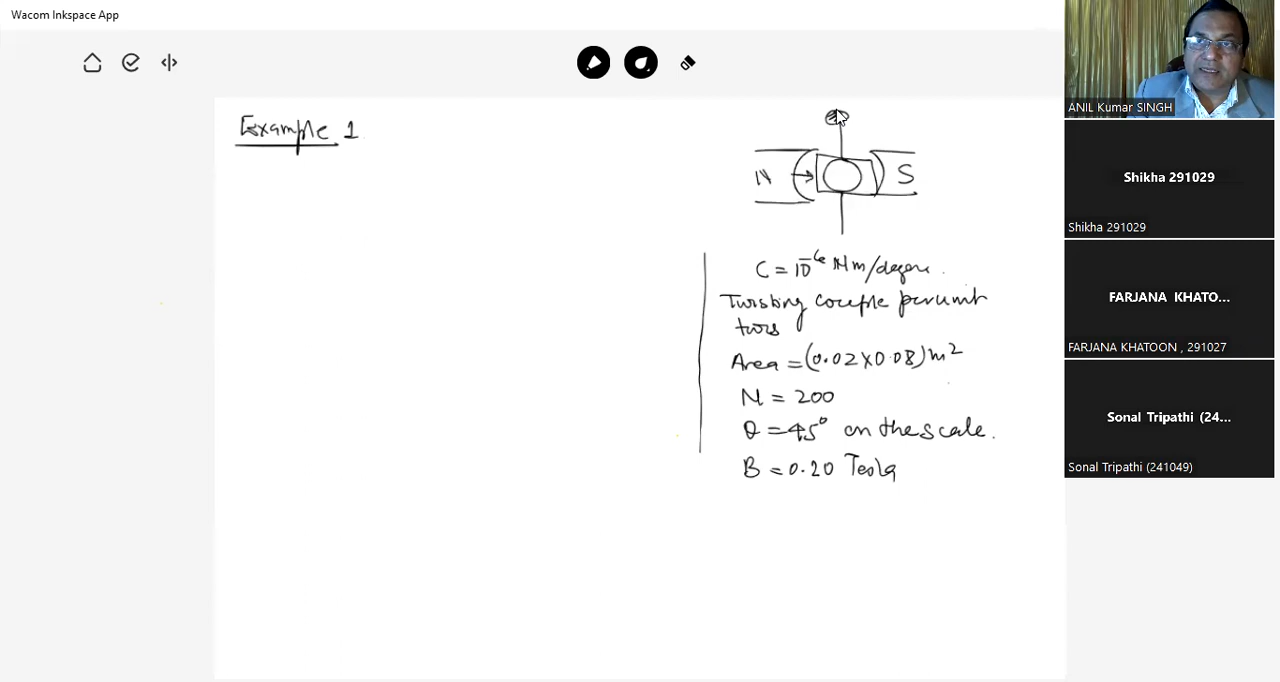 Wacom Inkspace App
Example 1
N S
C = 10⁻⁶ Nm/degree.
Twisting couple per unit
twis
Area = (0.02 X 0.08) m²
N = 200
θ = 45° on the scale.
B = 0.20 Tesla
ANIL Kumar SINGH
Shikha 291029
Shikha 291029
FARJANA KHATO...
FARJANA KHATOON , 291027
Sonal Tripathi (24...
Sonal Tripathi (241049)